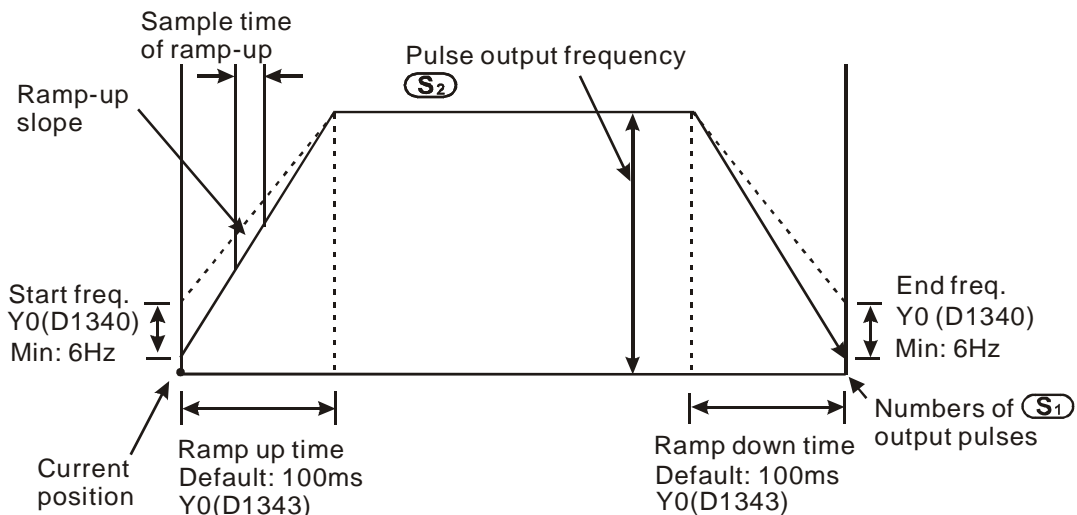 Sample time
of ramp-up
Pulse output frequency
S2
Ramp-up
slope
Start freq.
Y0(D1340)
Min: 6Hz
End freq.
Y0 (D1340)
Min: 6Hz
Current
position
Ramp up time
Default: 100ms
Y0(D1343)
Ramp down time
Default: 100ms
Y0(D1343)
Numbers of S1
output pulses